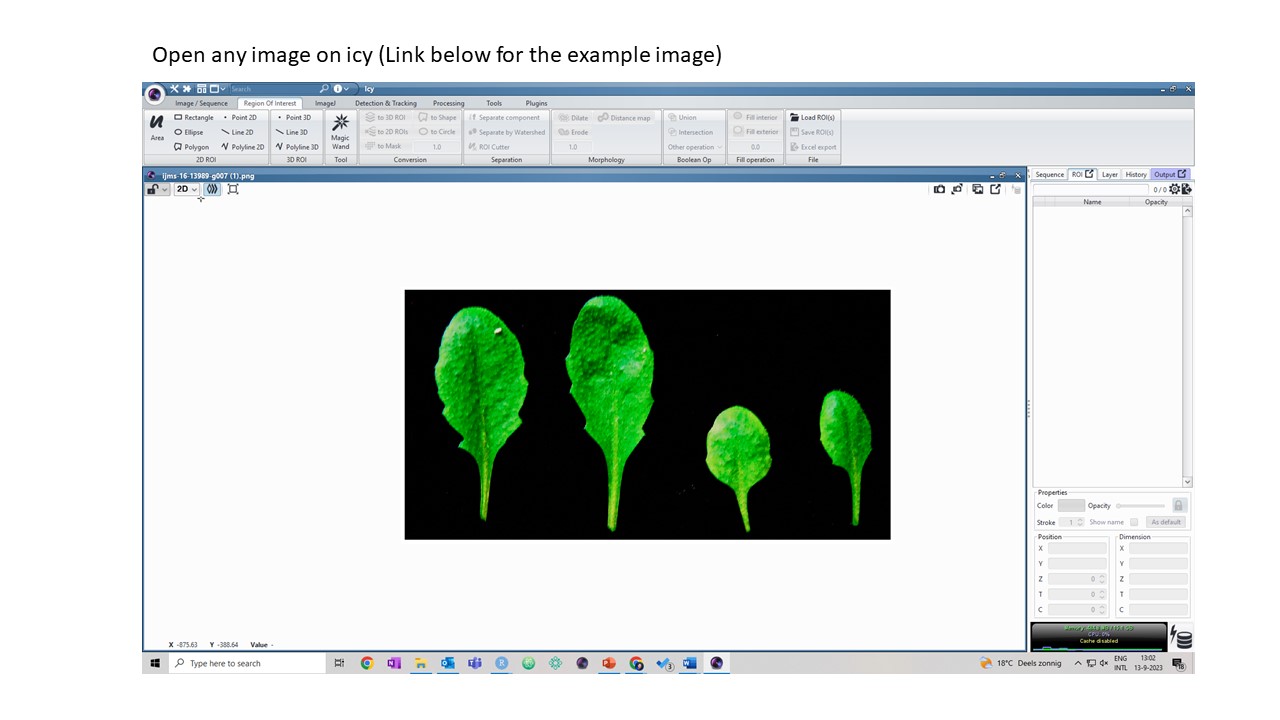 Open any image on icy (Link below for the example image)
Search Icy
Image / Sequence Region Of Interest ImageJ Detection & Tracking Processing Tools Plugins
Rectangle Point 2D Point 3D to 3D ROI to Shape Separate component Dilate Distance map Union Fill interior Load ROI(s)
Area Ellipse Line 2D Line 3D Magic Wand to 2D ROIs to Circle Separate by Watershed Erode Intersection Fill exterior Save ROI(s)
Polygon Polyline 2D Polyline 3D to Mask 1.0 ROI Cutter 1.0 Other operation 0.0 Excel export
2D ROI 3D ROI Tool Conversion Separation Morphology Boolean Op Fill operation File
ijms-16-13989-g007 (1).png
Sequence ROI Layer History Output
2D
0 / 0
Name Opacity
Properties
Color Opacity
Stroke 1 Show name As default
Position Dimension
X X
Y Y
Z 0 Z
T 0 T
C 0 C
CPU: 0%
Cache disabled
X -875.63 Y -388.64 Value -
Type here to search
3
18°C Deels zonnig
ENG 13:02
INTL 13-9-2023
18